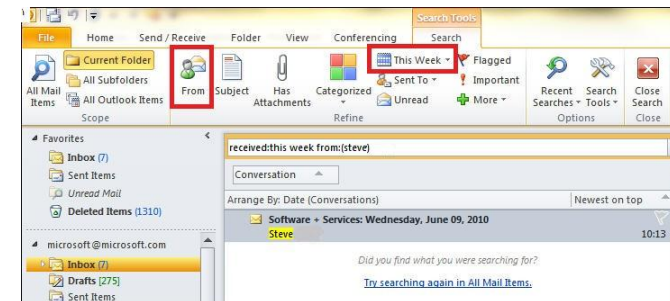 Search Tools
File Home Send / Receive Folder View Conferencing Search
All Mail Items
Current Folder
All Subfolders
All Outlook Items
Scope
From
Subject
Has Attachments
Categorized
This Week
Sent To
Unread
Flagged
Important
More
Refine
Recent Searches
Search Tools
Options
Close Search
Close
Favorites
Inbox (7)
Sent Items
Unread Mail
Deleted Items (1310)
microsoft@microsoft.com
Inbox (7)
Drafts [275]
Sent Items
received:this week from:(steve)
Conversation
Arrange By: Date (Conversations) Newest on top
Software + Services: Wednesday, June 09, 2010
Steve 10:13
Did you find what you were searching for?
Try searching again in All Mail Items.